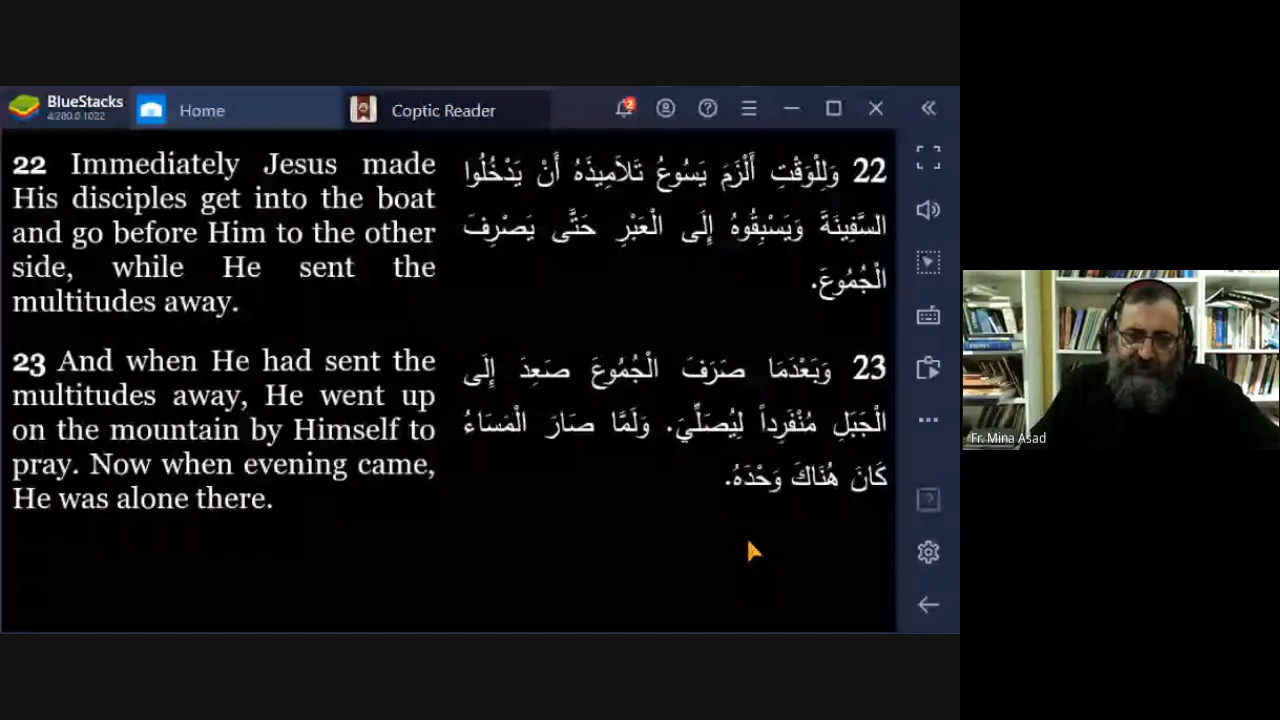 BlueStacks
4.280.0.1022
Home
Coptic Reader
2
22 Immediately Jesus made
His disciples get into the boat
and go before Him to the other
side, while He sent the
multitudes away.
22 وَلِلْوَقْتِ أَلْزَمَ يَسُوعُ تَلاَمِيذَهُ أَنْ يَدْخُلُوا
السَّفِينَةَ وَيَسْبِقُوهُ إِلَى الْعَبْرِ حَتَّى يَصْرِفَ
الْجُمُوعَ.
23 And when He had sent the
multitudes away, He went up
on the mountain by Himself to
pray. Now when evening came,
He was alone there.
23 وَبَعْدَمَا صَرَفَ الْجُمُوعَ صَعِدَ إِلَى
الْجَبَلِ مُنْفَرِداً لِيُصَلِّيَ. وَلَمَّا صَارَ الْمَسَاءُ
كَانَ هُنَاكَ وَحْدَهُ.
Fr. Mina Asad